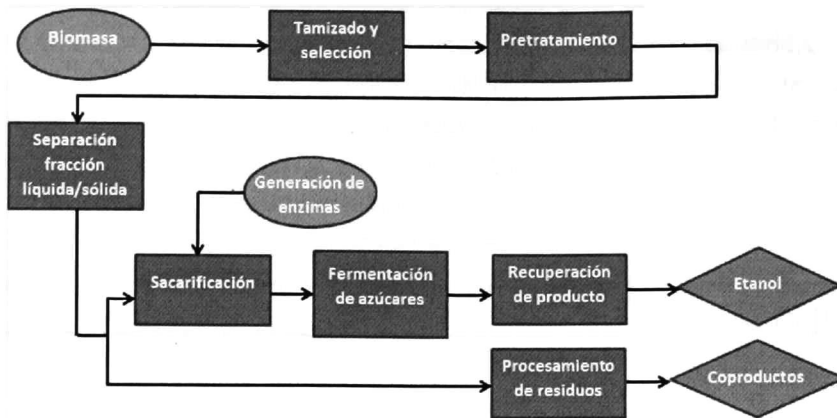 Biomasa
Tamizado y
selección
Pretratamiento
Separación
fracción
líquida/sólida
Generación de
enzimas
Sacarificación
Fermentación
de azúcares
Recuperación
de producto
Etanol
Procesamiento
de residuos
Coproductos